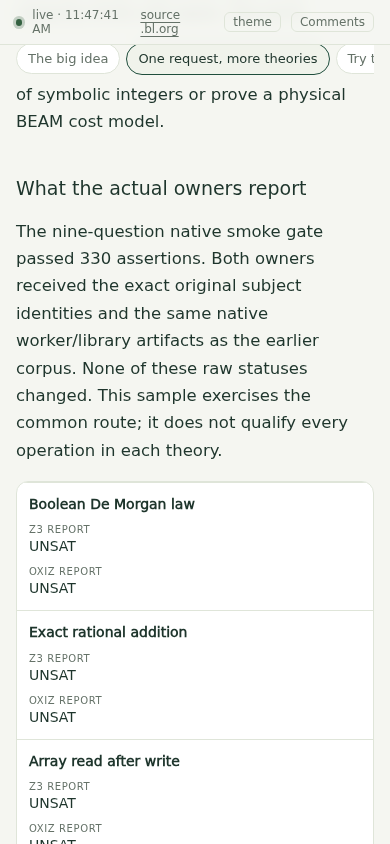 live · 11:47:41 AM
source
.bl.org
theme
Comments
The big idea
One request, more theories
Try t
of symbolic integers or prove a physical
BEAM cost model.
What the actual owners report
The nine-question native smoke gate
passed 330 assertions. Both owners
received the exact original subject
identities and the same native
worker/library artifacts as the earlier
corpus. None of these raw statuses
changed. This sample exercises the
common route; it does not qualify every
operation in each theory.
Boolean De Morgan law
Z3 REPORT
UNSAT
OXIZ REPORT
UNSAT
Exact rational addition
Z3 REPORT
UNSAT
OXIZ REPORT
UNSAT
Array read after write
Z3 REPORT
UNSAT
OXIZ REPORT
UNSAT